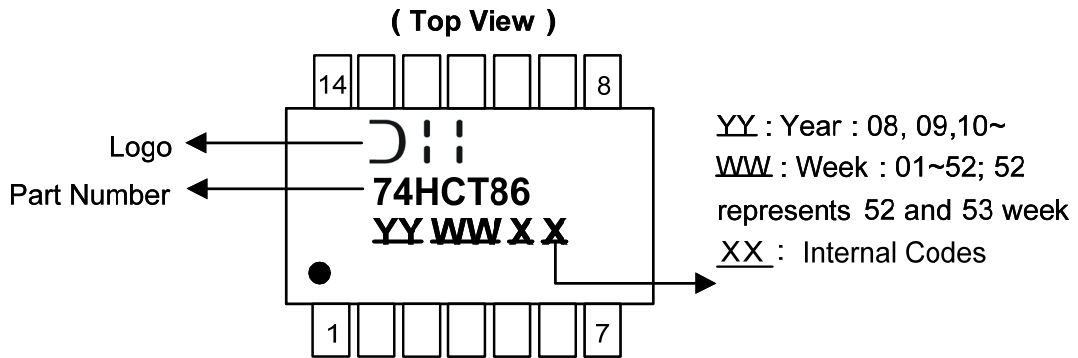 ( Top View )
14 8
Logo
Part Number
74HCT86
YY WW X X
1 7
YY : Year : 08, 09,10~
WW : Week : 01~52; 52
represents 52 and 53 week
XX : Internal Codes